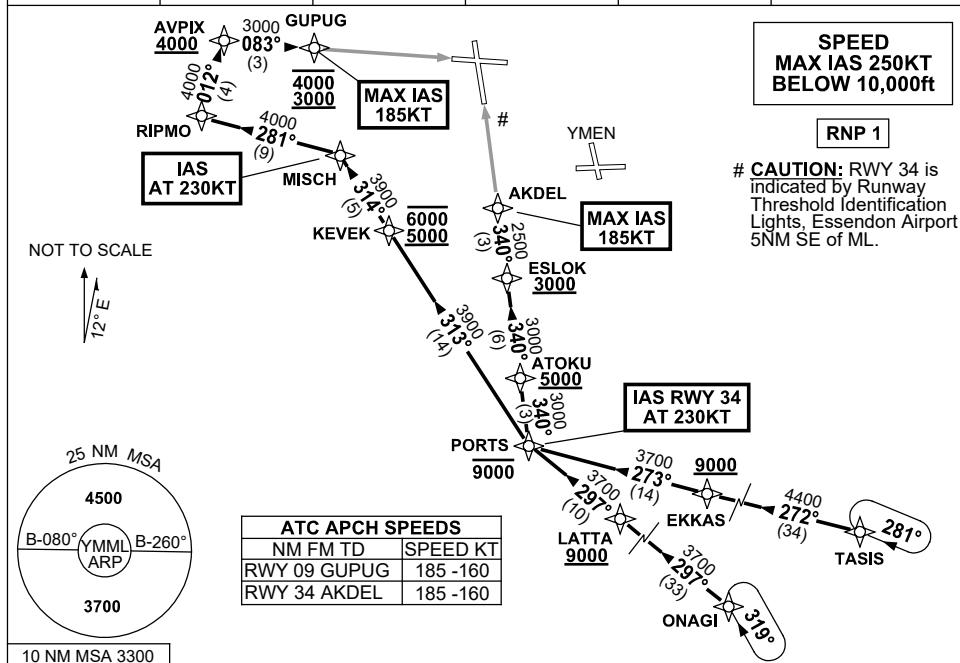 AVPIX
4000
3000
083°
(3)
GUPUG
4000
3000
MAX IAS
185KT
SPEED
MAX IAS 250KT
BELOW 10,000ft
RNP 1
# CAUTION: RWY 34 is
indicated by Runway
Threshold Identification
Lights, Essendon Airport
5NM SE of ML.
#
YMEN
4000
012°
(4)
RIPMO
4000
281°
(9)
IAS
AT 230KT
MISCH
3900
314°
(5)
KEVEK
6000
5000
AKDEL
MAX IAS
185KT
2500
340°
(3)
ESLOK
3000
NOT TO SCALE
12° E
3900
313°
(14)
3000
340°
(6)
ATOKU
5000
3000
340°
(3)
IAS RWY 34
AT 230KT
PORTS
9000
3700
273°
(14)
9000
EKKAS
4400
272°
(34)
281°
TASIS
3700
297°
(10)
LATTA
9000
3700
297°
(33)
ONAGI
319°
25 NM MSA
4500
B-080°
YMML
ARP
B-260°
3700
10 NM MSA 3300
ATC APCH SPEEDS
NM FM TD SPEED KT
RWY 09 GUPUG 185 -160
RWY 34 AKDEL 185 -160